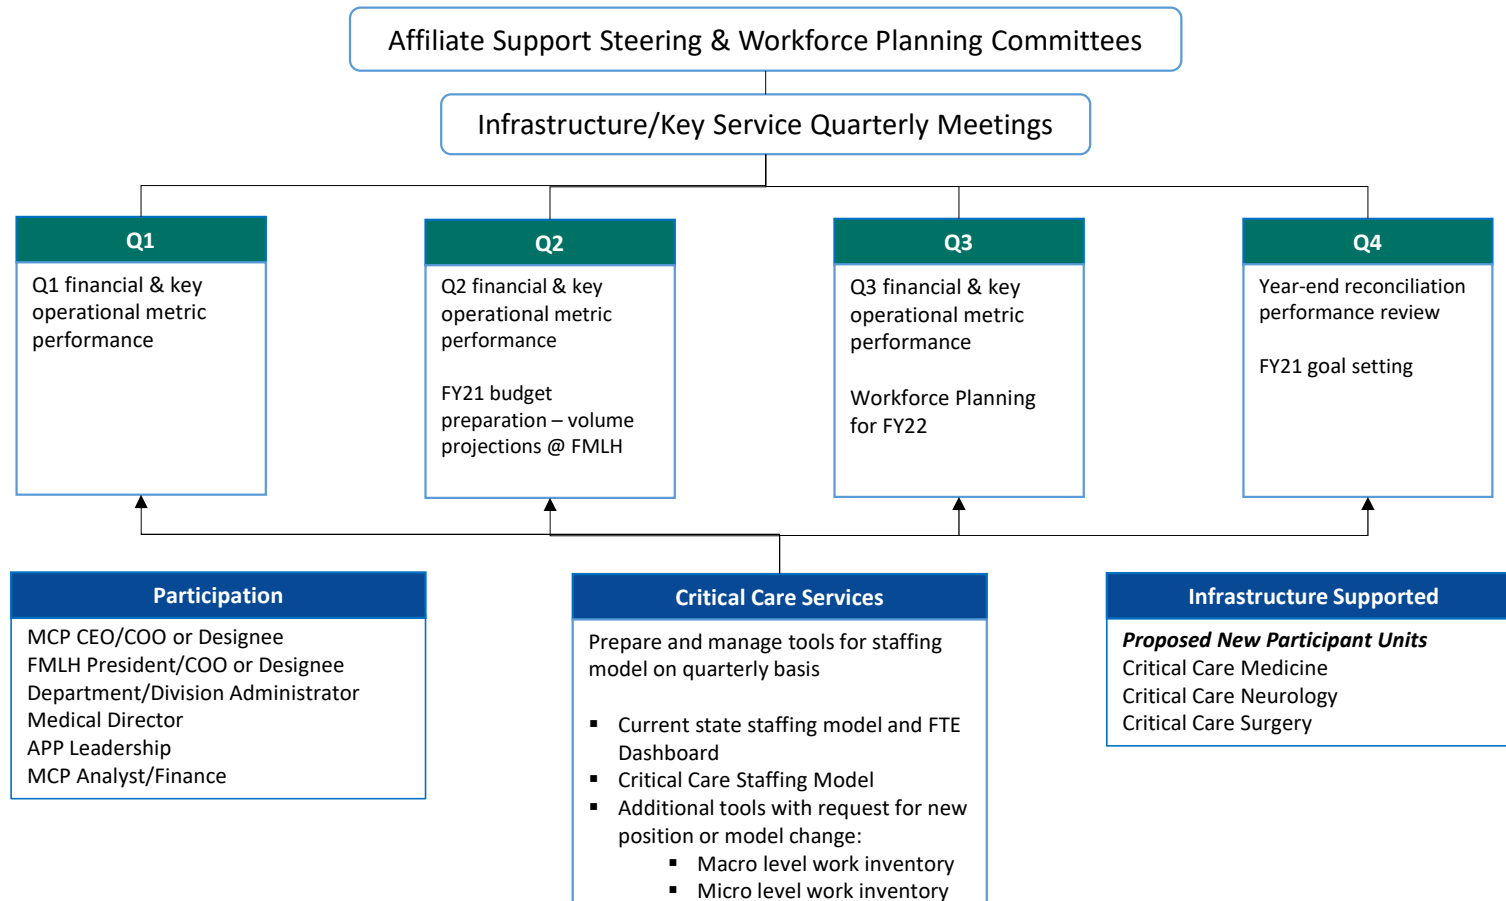 Affiliate Support Steering & Workforce Planning Committees
Infrastructure/Key Service Quarterly Meetings
Q1
Q1 financial & key
operational metric
performance
Q2
Q2 financial & key
operational metric
performance
FY21 budget
preparation – volume
projections @ FMLH
Q3
Q3 financial & key
operational metric
performance
Workforce Planning
for FY22
Q4
Year-end reconciliation
performance review
FY21 goal setting
Participation
MCP CEO/COO or Designee
FMLH President/COO or Designee
Department/Division Administrator
Medical Director
APP Leadership
MCP Analyst/Finance
Critical Care Services
Prepare and manage tools for staffing
model on quarterly basis
▪ Current state staffing model and FTE
Dashboard
▪ Critical Care Staffing Model
▪ Additional tools with request for new
position or model change:
▪ Macro level work inventory
▪ Micro level work inventory
Infrastructure Supported
Proposed New Participant Units
Critical Care Medicine
Critical Care Neurology
Critical Care Surgery